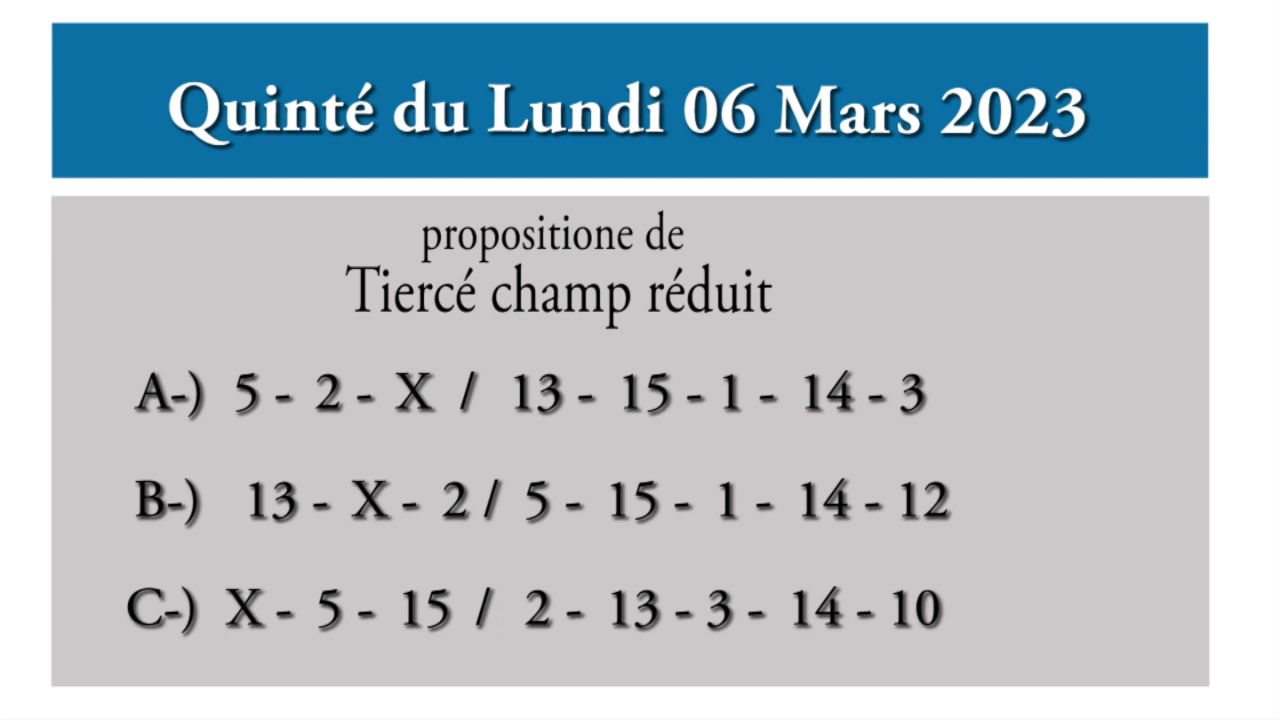 Quinté du Lundi 06 Mars 2023
propositione de
Tiercé champ réduit
A-) 5 - 2 - X / 13 - 15 - 1 - 14 - 3
B-) 13 - X - 2 / 5 - 15 - 1 - 14 - 12
C-) X - 5 - 15 / 2 - 13 - 3 - 14 - 10